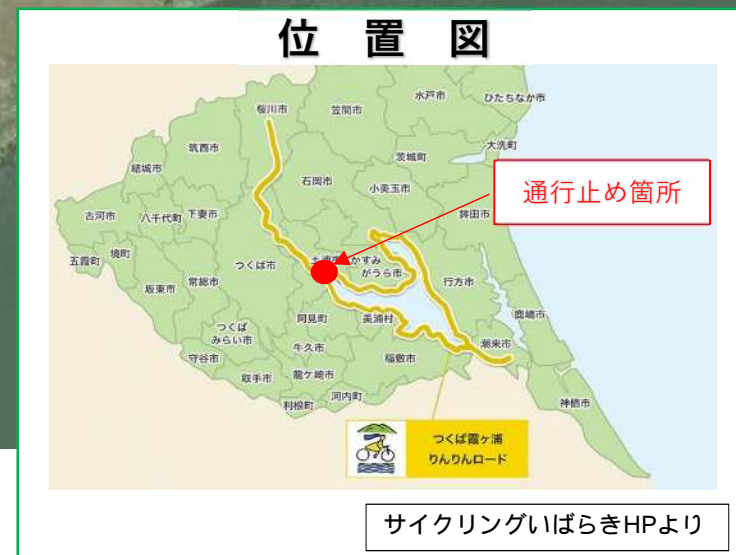 位 置 図
水戸市
ひたちなか市
桜川市
笠間市
大洗町
筑西市
茨城町
結城市
石岡市
小美玉市
通行止め箇所
鉾田市
古河市
八千代町
下妻市
五霞町
境町
土浦市
かすみ
がうら市
つくば市
行方市
坂東市
常総市
鹿嶋市
阿見町
美浦村
つくば
みらい市
潮来市
牛久市
守谷市
稲敷市
取手市
龍ケ崎市
河内町
利根町
神栖市
つくば霞ヶ浦
りんりんロード
サイクリングいばらきHPより